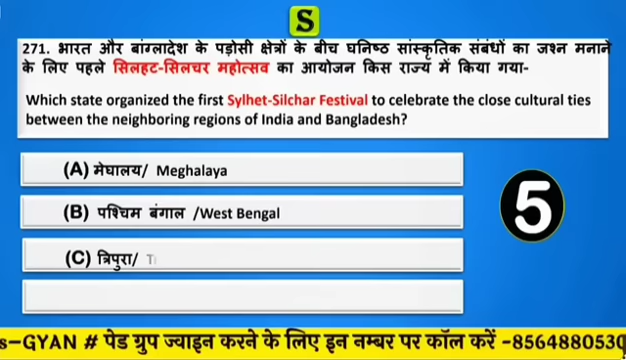 S
271. भारत और बांग्लादेश के पड़ोसी क्षेत्रों के बीच घनिष्ठ सांस्कृतिक संबंधों का जश्न मनाने
के लिए पहले सिलहट-सिलचर महोत्सव का आयोजन किस राज्य में किया गया-
Which state organized the first Sylhet-Silchar Festival to celebrate the close cultural ties
between the neighboring regions of India and Bangladesh?
(A) मेघालय/ Meghalaya
(B) पश्चिम बंगाल /West Bengal
5
(C) त्रिपुरा/ T
s-GYAN # पेड ग्रुप ज्वाइन करने के लिए इन नम्बर पर कॉल करें -8564880530